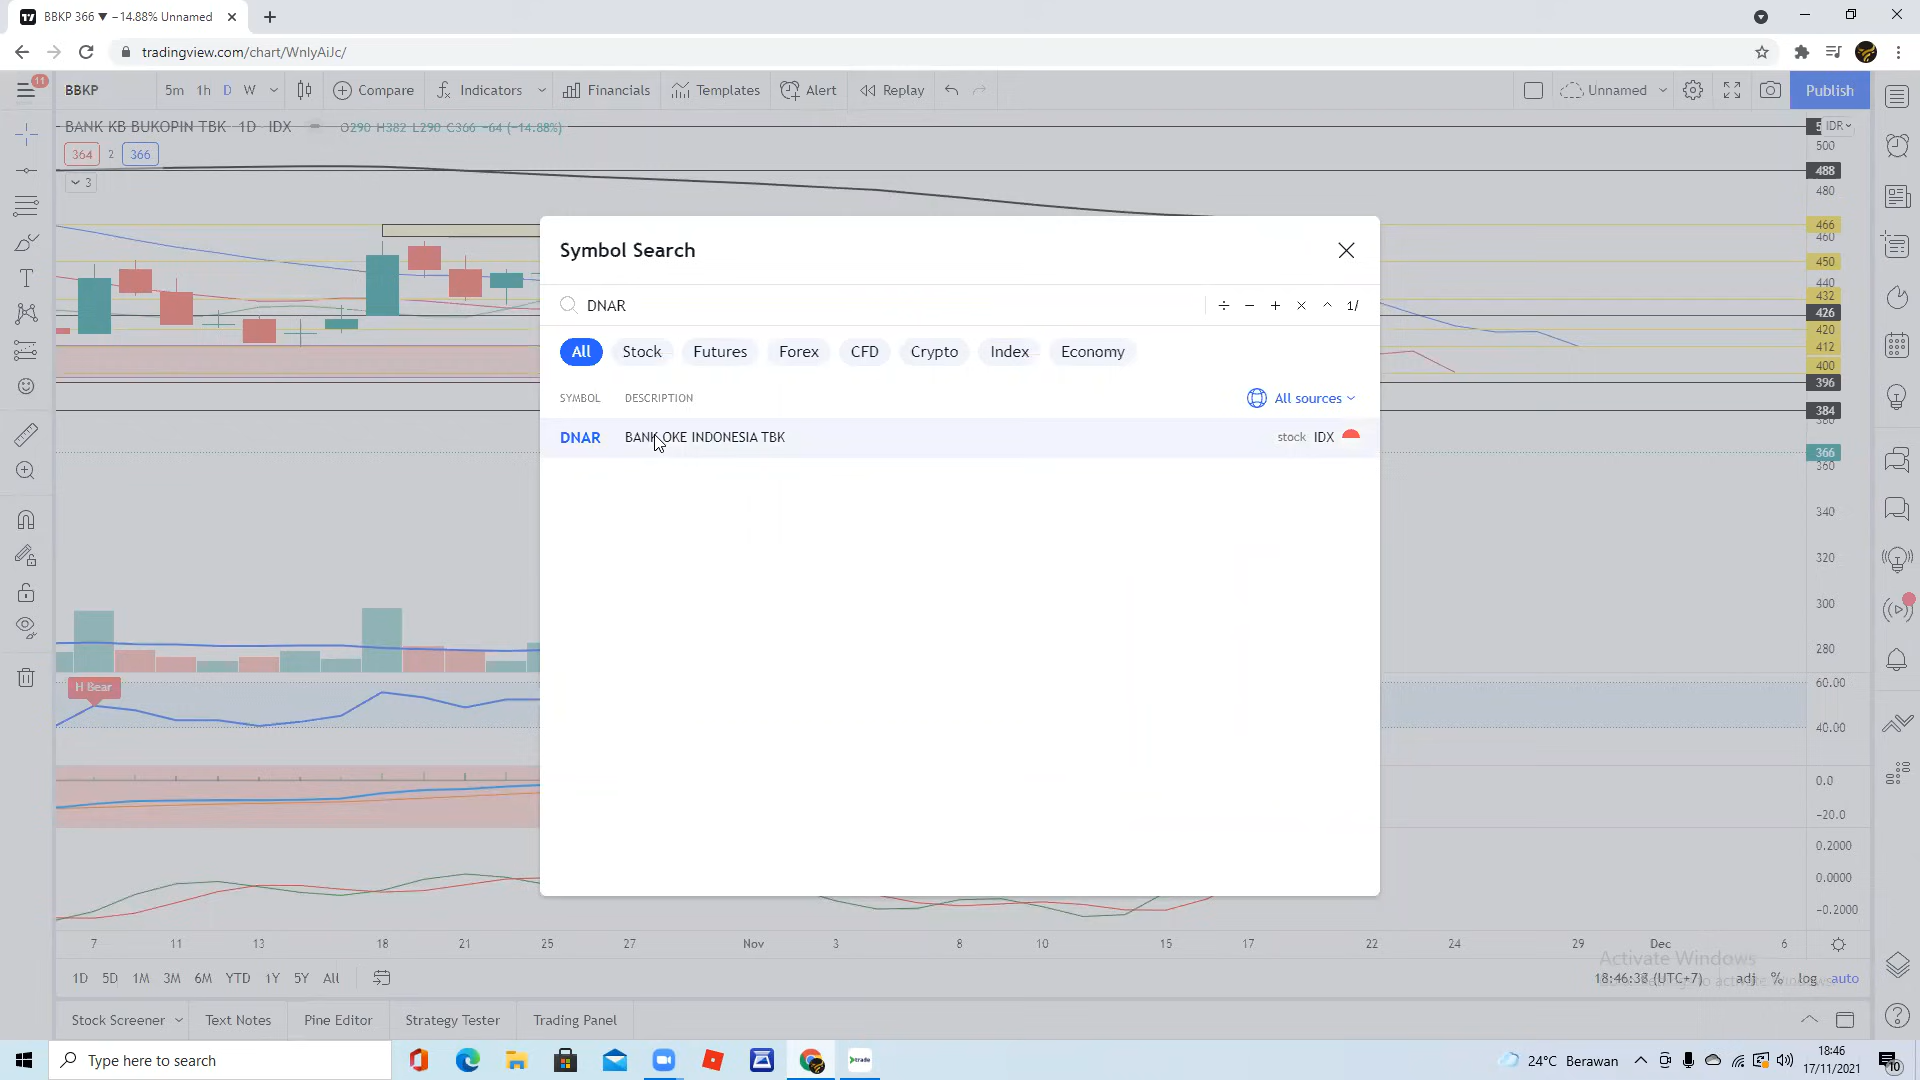 BBKP 366 ▼ −14.88% Unnamed
tradingview.com/chart/WnlyAiJc/
11
BBKP 5m 1h D W Compare Indicators Financials Templates Alert Replay Unnamed Publish
BANK KB BUKOPIN TBK 1D IDX O290 H382 L290 C366 −64 (−14.88%)
IDR
364 2 366
3
500
488
480
466
460
450
440
432
426
420
412
400
396
384
380
366
360
340
320
300
280
60.00
40.00
0.0
−20.0
0.2000
0.0000
−0.2000
H Bear
Symbol Search
DNAR
÷ − + × ^ 1/
All Stock Futures Forex CFD Crypto Index Economy
SYMBOL DESCRIPTION All sources
DNAR BANK OKE INDONESIA TBK stock IDX
7 11 13 18 21 25 27 Nov 3 8 10 15 17 22 24 29 Dec 6
Activate Windows
1D 5D 1M 3M 6M YTD 1Y 5Y All 18:46:38 (UTC+7) adj % log auto
Stock Screener Text Notes Pine Editor Strategy Tester Trading Panel
Type here to search
trade
24°C Berawan
18:46
17/11/2021
10